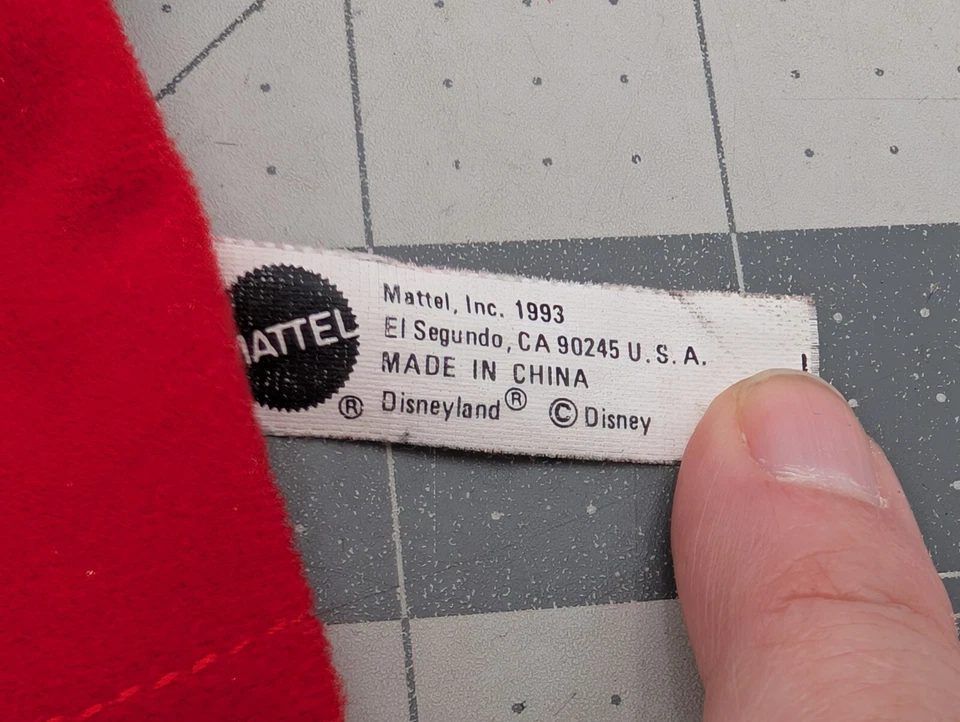 MATTEL
®
Mattel, Inc. 1993
El Segundo, CA 90245 U. S. A.
MADE IN CHINA
Disneyland® © Disney